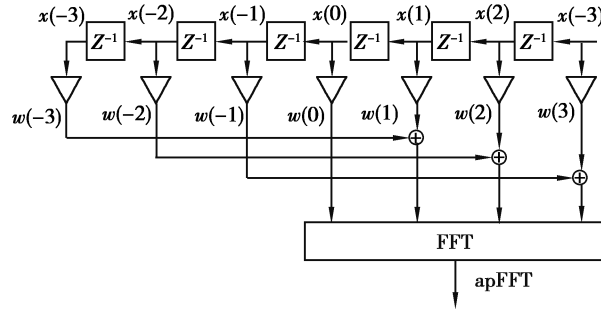 x(−3) x(−2) x(−1) x(0) x(1) x(2) x(−3)
Z⁻¹ Z⁻¹ Z⁻¹ Z⁻¹ Z⁻¹ Z⁻¹
w(−3) w(−2) w(−1) w(0) w(1) w(2) w(3)
FFT
apFFT